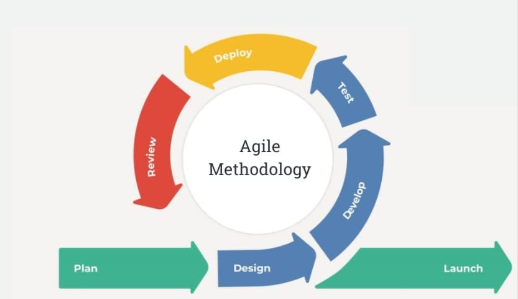 Deploy
Test
Review
Agile
Methodology
Develop
Plan
Design
Launch